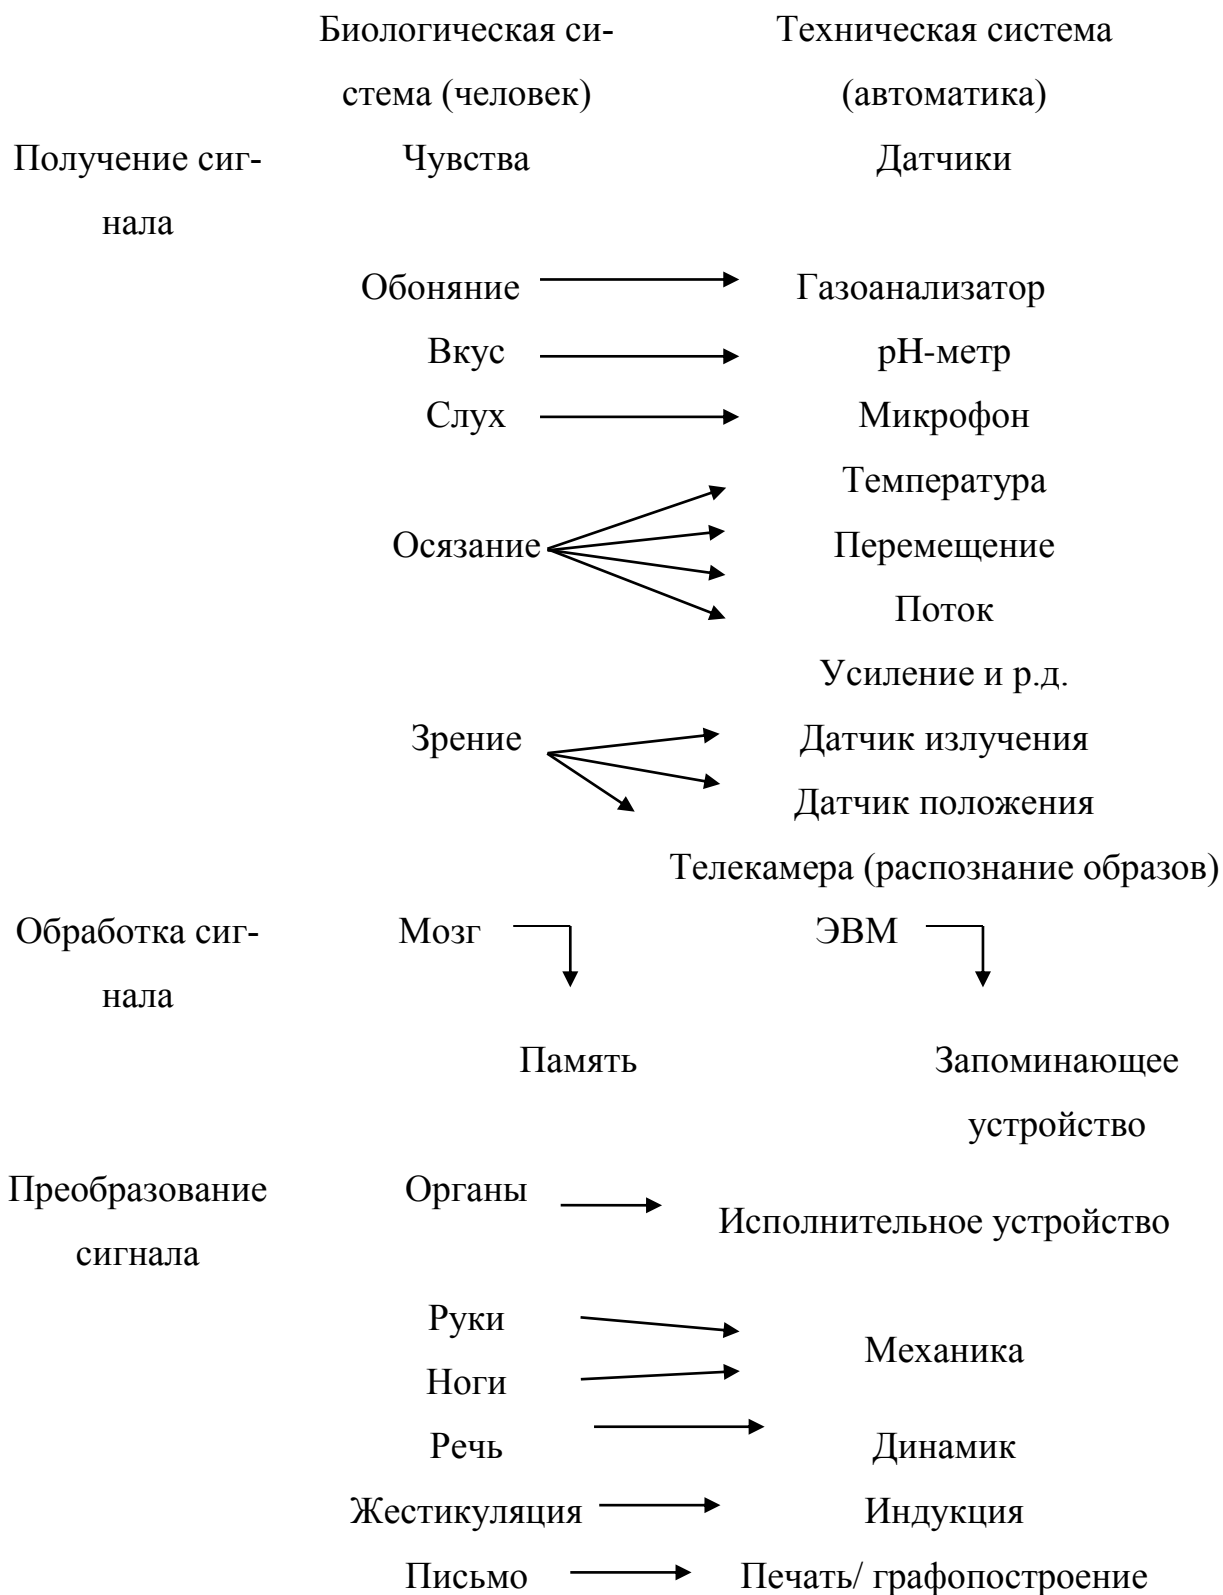 Биологическая си- Техническая система
стема (человек) (автоматика)
Получение сиг- Чувства Датчики
нала
Обоняние Газоанализатор
Вкус pH-метр
Слух Микрофон
Температура
Осязание Перемещение
Поток
Усиление и р.д.
Зрение Датчик излучения
Датчик положения
Телекамера (распознание образов)
Обработка сиг- Мозг ЭВМ
нала
Память Запоминающее
устройство
Преобразование Органы
Исполнительное устройство
сигнала
Руки
Механика
Ноги
Речь Динамик
Жестикуляция Индукция
Письмо Печать/ графопостроение